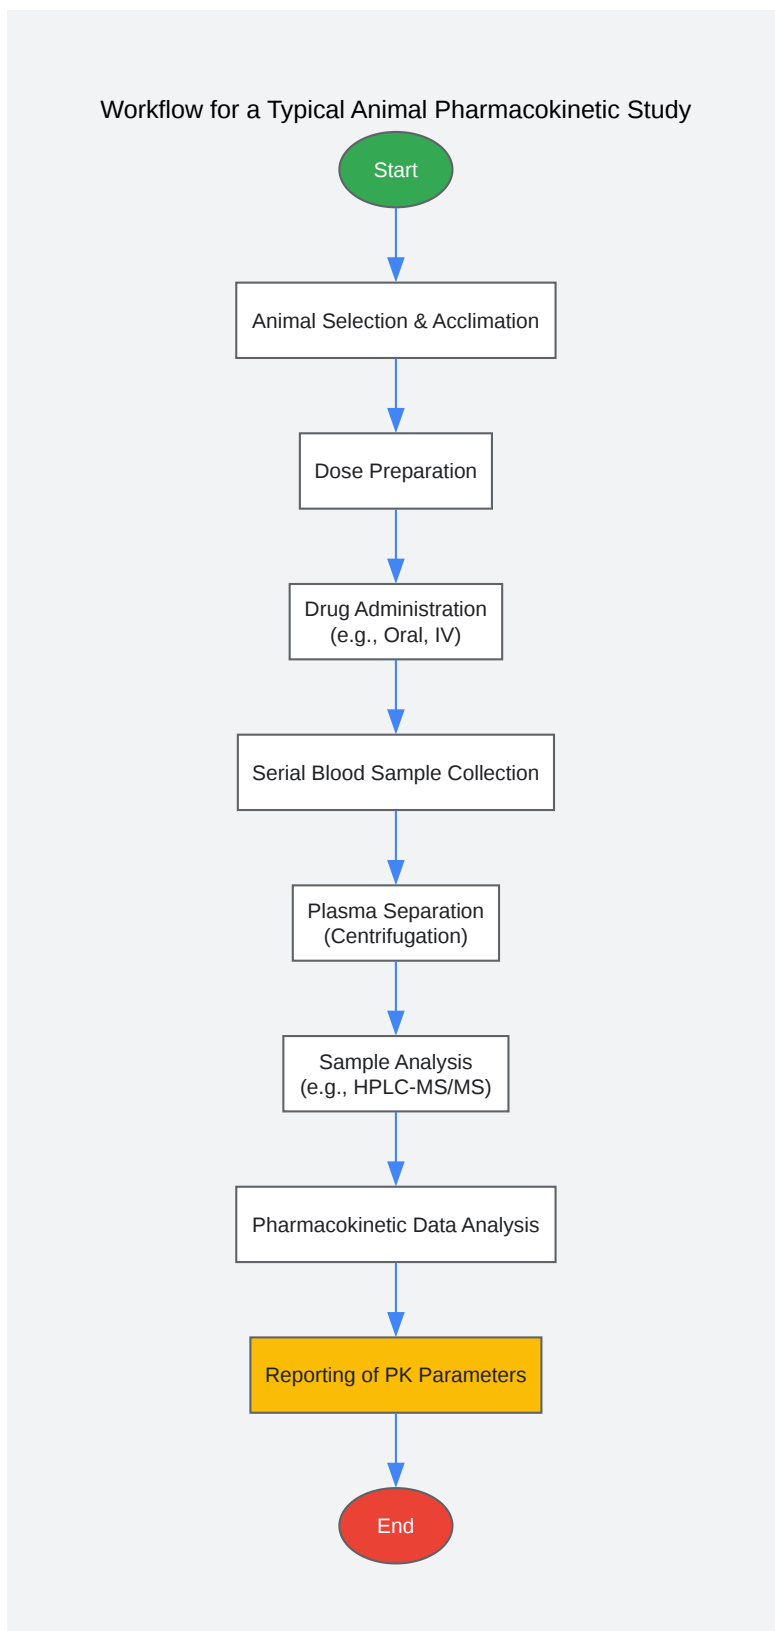 Workflow for a Typical Animal Pharmacokinetic Study
Start
Animal Selection & Acclimation
Dose Preparation
Drug Administration
(e.g., Oral, IV)
Serial Blood Sample Collection
Plasma Separation
(Centrifugation)
Sample Analysis
(e.g., HPLC-MS/MS)
Pharmacokinetic Data Analysis
Reporting of PK Parameters
End